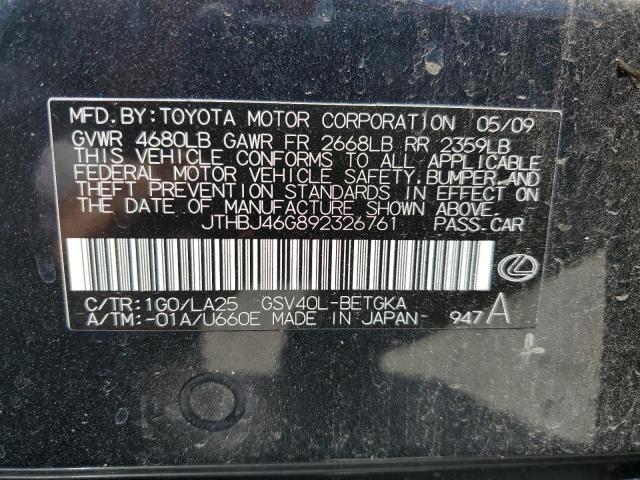 MFD.BY:TOYOTA MOTOR CORPORATION 05/09
GVWR 4680LB GAWR FR 2668LB RR 2359LB
THIS VEHICLE CONFORMS TO ALL APPLICABLE
FEDERAL MOTOR VEHICLE SAFETY, BUMPER, AND
THEFT PREVENTION STANDARDS IN EFFECT ON
THE DATE OF MANUFACTURE SHOWN ABOVE.
JTHBJ46G892326761 PASS.CAR
C/TR:1G0/LA25 GSV40L-BETGKA
A/TM:-01A/U660E MADE IN JAPAN- 947A